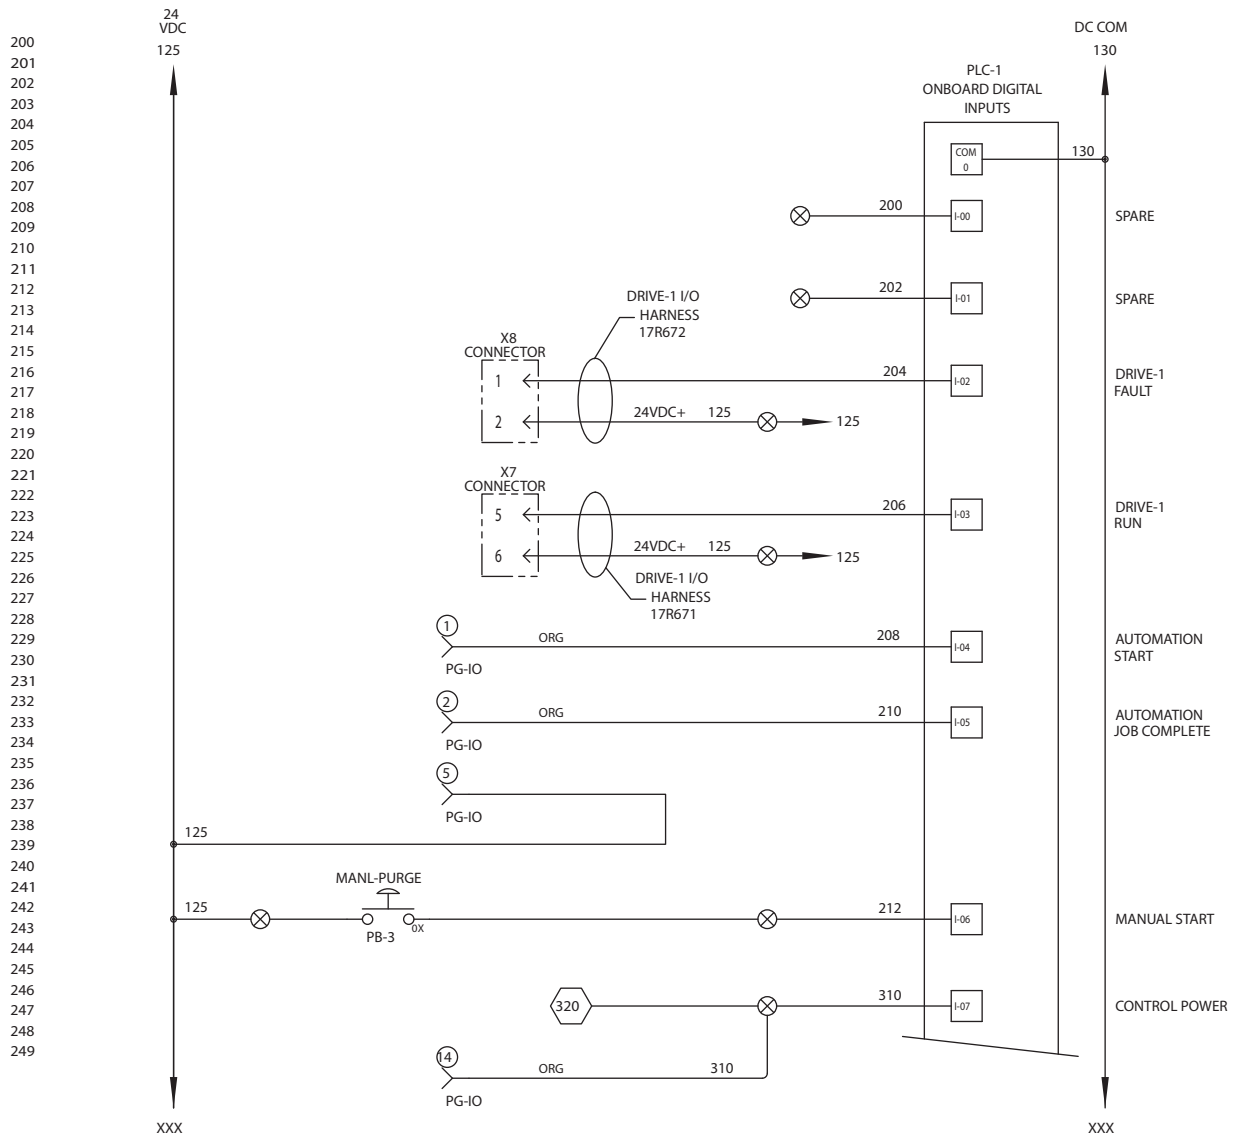 24
VDC
125
DC COM
130
200
201
202
203
204
205
206
207
208
209
210
211
212
213
214
215
216
217
218
219
220
221
222
223
224
225
226
227
228
229
230
231
232
233
234
235
236
237
238
239
240
241
242
243
244
245
246
247
248
249
PLC-1
ONBOARD DIGITAL
INPUTS
COM
0
130
200
I-00
SPARE
202
I-01
SPARE
DRIVE-1 I/O
HARNESS
17R672
X8
CONNECTOR
1
204
I-02
DRIVE-1
FAULT
2
24VDC+
125
125
X7
CONNECTOR
5
206
I-03
DRIVE-1
RUN
6
24VDC+
125
125
DRIVE-1 I/O
HARNESS
17R671
1
ORG
208
I-04
AUTOMATION
START
PG-IO
2
ORG
210
I-05
AUTOMATION
JOB COMPLETE
PG-IO
5
PG-IO
125
MANL-PURGE
125
PB-3
0X
212
I-06
MANUAL START
320
310
I-07
CONTROL POWER
14
ORG
310
PG-IO
XXX
XXX